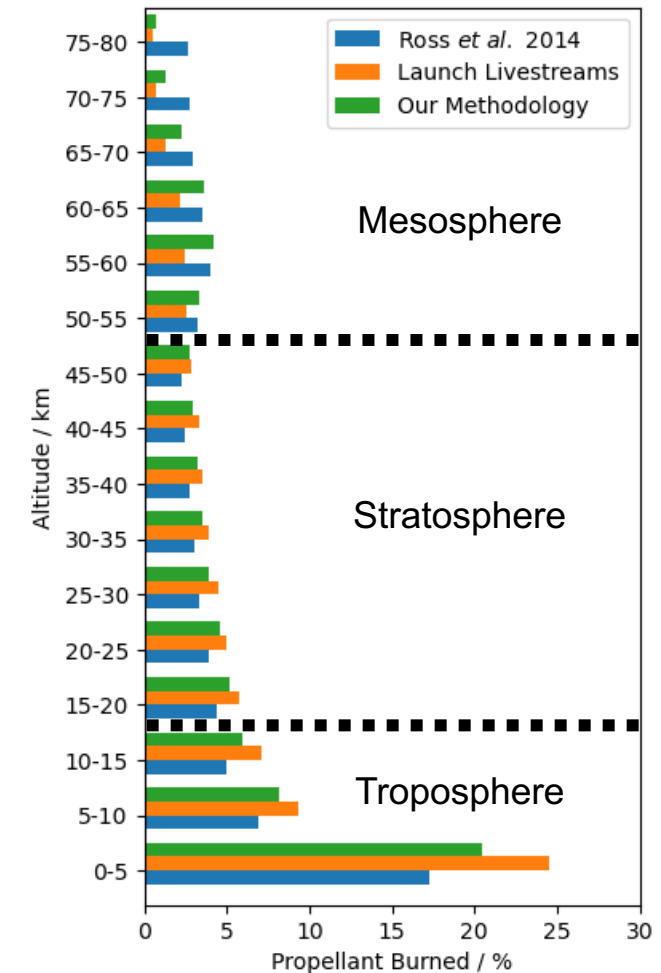 Ross et al. 2014
Launch Livestreams
Our Methodology
75-80
70-75
65-70
60-65
55-60
50-55
45-50
40-45
35-40
30-35
25-30
20-25
15-20
10-15
5-10
0-5
Altitude / km
Mesosphere
Stratosphere
Troposphere
0 5 10 15 20 25 30
Propellant Burned / %